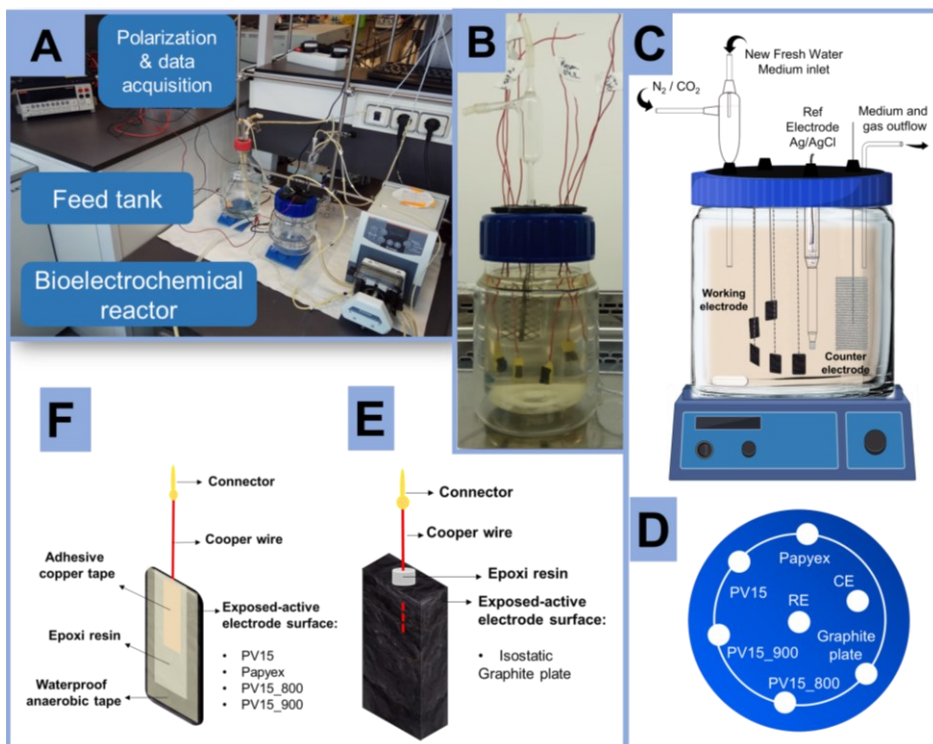 A
Polarization
& data
acquisition
Feed tank
Bioelectrochemical
reactor
B
C
New Fresh Water
Medium inlet
N2 / CO2
Ref
Electrode
Ag/AgCl
Medium and
gas outflow
Working
electrode
Counter
electrode
F
Connector
Cooper wire
Adhesive
copper tape
Epoxi resin
Waterproof
anaerobic tape
Exposed-active
electrode surface:
• PV15
• Papyex
• PV15_800
• PV15_900
E
Connector
Cooper wire
Epoxi resin
Exposed-active
electrode surface:
• Isostatic
Graphite plate
D
Papyex
PV15
CE
RE
PV15_900
Graphite
plate
PV15_800